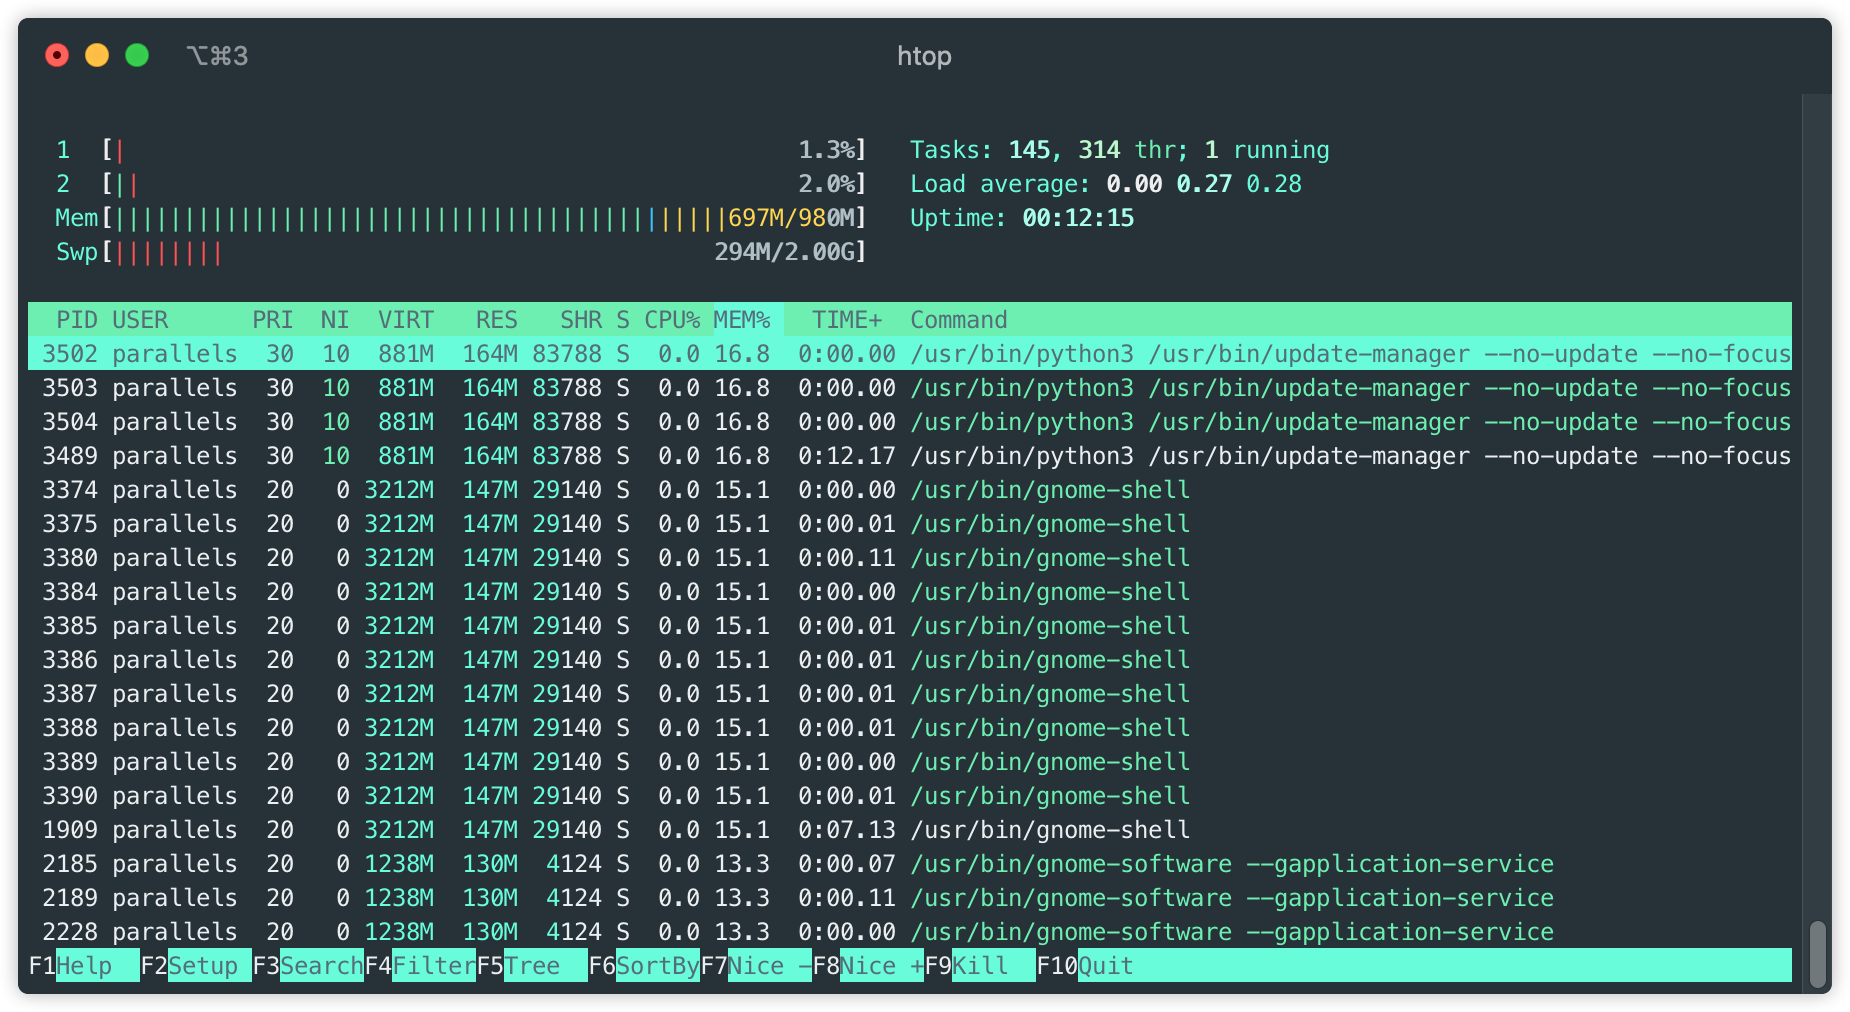 ⌥⌘3 htop
1 [| 1.3%] Tasks: 145, 314 thr; 1 running
2 [|| 2.0%] Load average: 0.00 0.27 0.28
Mem[||||||||||||||||||||||||||||||||||||||||||||697M/980M] Uptime: 00:12:15
Swp[|||||||| 294M/2.00G]
PID USER PRI NI VIRT RES SHR S CPU% MEM% TIME+ Command
3502 parallels 30 10 881M 164M 83788 S 0.0 16.8 0:00.00 /usr/bin/python3 /usr/bin/update-manager --no-update --no-focus
3503 parallels 30 10 881M 164M 83788 S 0.0 16.8 0:00.00 /usr/bin/python3 /usr/bin/update-manager --no-update --no-focus
3504 parallels 30 10 881M 164M 83788 S 0.0 16.8 0:00.00 /usr/bin/python3 /usr/bin/update-manager --no-update --no-focus
3489 parallels 30 10 881M 164M 83788 S 0.0 16.8 0:12.17 /usr/bin/python3 /usr/bin/update-manager --no-update --no-focus
3374 parallels 20 0 3212M 147M 29140 S 0.0 15.1 0:00.00 /usr/bin/gnome-shell
3375 parallels 20 0 3212M 147M 29140 S 0.0 15.1 0:00.01 /usr/bin/gnome-shell
3380 parallels 20 0 3212M 147M 29140 S 0.0 15.1 0:00.11 /usr/bin/gnome-shell
3384 parallels 20 0 3212M 147M 29140 S 0.0 15.1 0:00.00 /usr/bin/gnome-shell
3385 parallels 20 0 3212M 147M 29140 S 0.0 15.1 0:00.01 /usr/bin/gnome-shell
3386 parallels 20 0 3212M 147M 29140 S 0.0 15.1 0:00.01 /usr/bin/gnome-shell
3387 parallels 20 0 3212M 147M 29140 S 0.0 15.1 0:00.01 /usr/bin/gnome-shell
3388 parallels 20 0 3212M 147M 29140 S 0.0 15.1 0:00.01 /usr/bin/gnome-shell
3389 parallels 20 0 3212M 147M 29140 S 0.0 15.1 0:00.00 /usr/bin/gnome-shell
3390 parallels 20 0 3212M 147M 29140 S 0.0 15.1 0:00.01 /usr/bin/gnome-shell
1909 parallels 20 0 3212M 147M 29140 S 0.0 15.1 0:07.13 /usr/bin/gnome-shell
2185 parallels 20 0 1238M 130M 4124 S 0.0 13.3 0:00.07 /usr/bin/gnome-software --gapplication-service
2189 parallels 20 0 1238M 130M 4124 S 0.0 13.3 0:00.11 /usr/bin/gnome-software --gapplication-service
2228 parallels 20 0 1238M 130M 4124 S 0.0 13.3 0:00.00 /usr/bin/gnome-software --gapplication-service
F1Help F2Setup F3SearchF4FilterF5Tree F6SortByF7Nice -F8Nice +F9Kill F10Quit